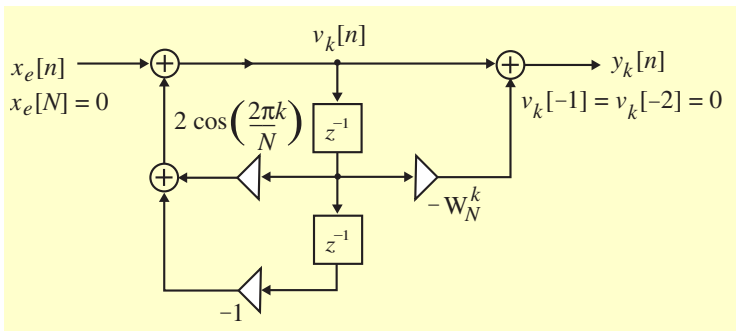 v_k[n]
x_e[n]
+
+
y_k[n]
x_e[N] = 0
v_k[−1] = v_k[−2] = 0
2 cos(2πk/N)
z^{-1}
+
−W_N^k
z^{-1}
−1